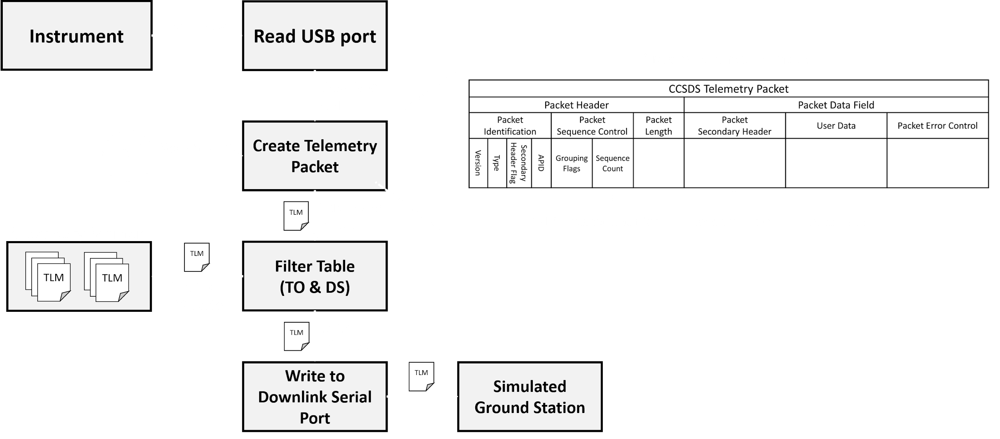 Instrument
Read USB port
CCSDS Telemetry Packet
Packet Header
Packet Data Field
Packet
Identification
Packet
Sequence Control
Packet
Length
Packet
Secondary Header
User Data
Packet Error Control
Version
Type
Secondary
Header Flag
APID
Grouping
Flags
Sequence
Count
Create Telemetry
Packet
TLM
TLM
TLM
TLM
Filter Table
(TO & DS)
TLM
Write to
Downlink Serial
Port
TLM
Simulated
Ground Station